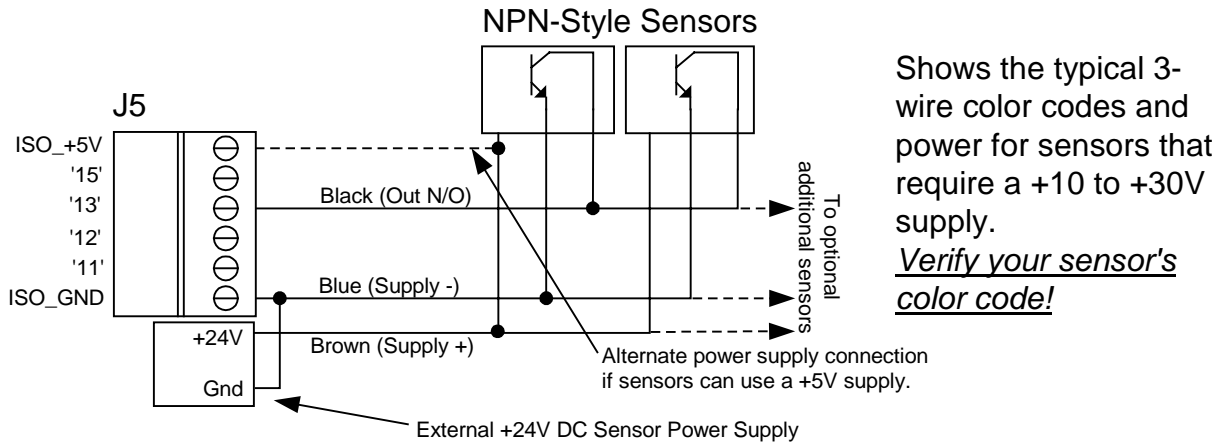 NPN-Style Sensors
J5
ISO_+5V
'15'
'13'
'12'
'11'
ISO_GND
Black (Out N/O)
Blue (Supply -)
Brown (Supply +)
+24V
Gnd
To optional
additional sensors
Alternate power supply connection
if sensors can use a +5V supply.
External +24V DC Sensor Power Supply
Shows the typical 3-
wire color codes and
power for sensors that
require a +10 to +30V
supply.
Verify your sensor's
color code!